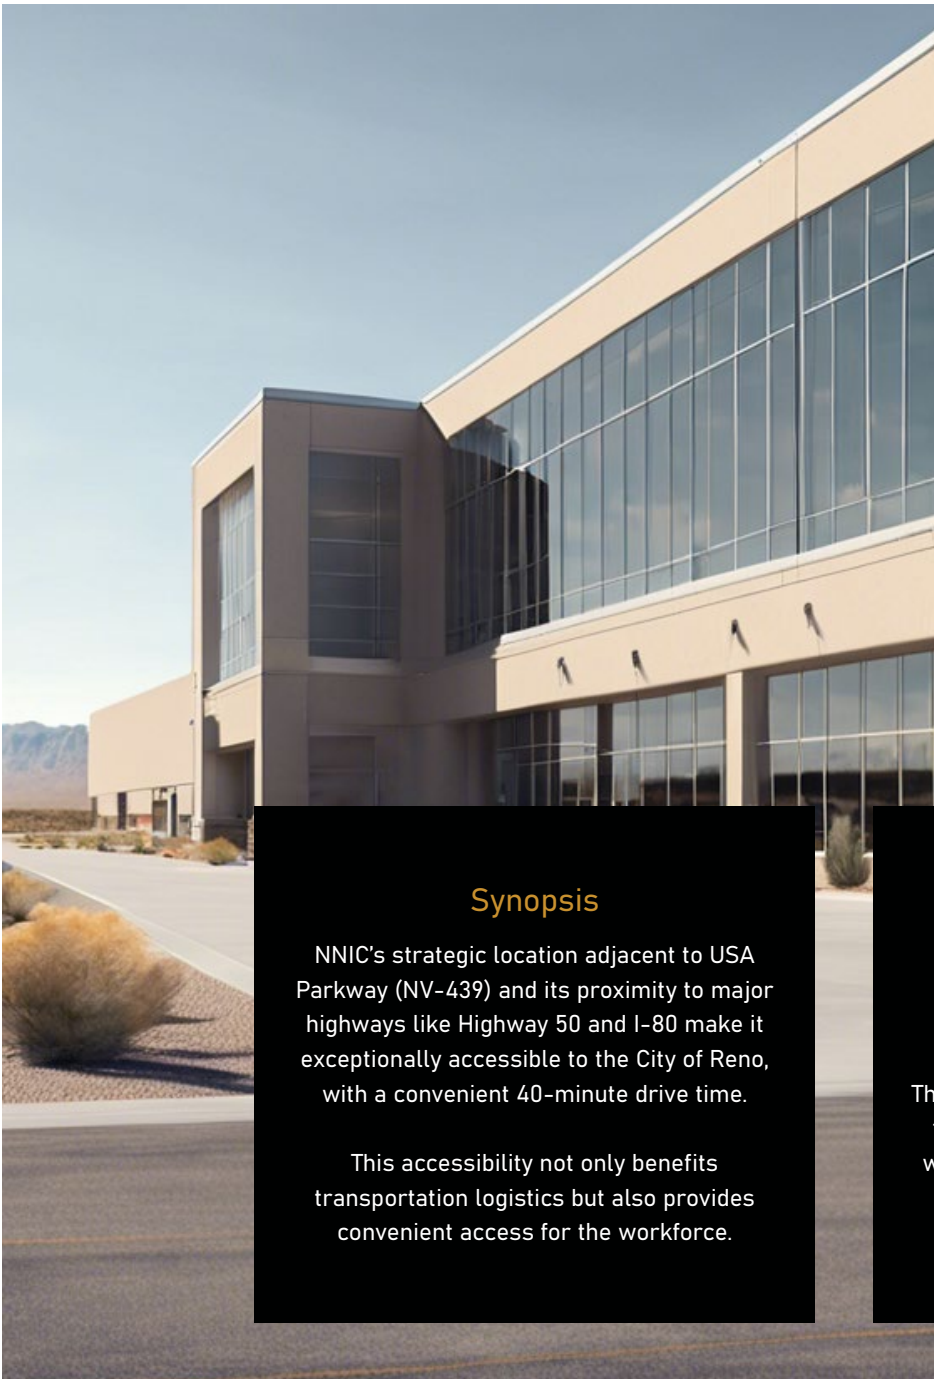 Synopsis
NNIC's strategic location adjacent to USA
Parkway (NV-439) and its proximity to major
highways like Highway 50 and I-80 make it
exceptionally accessible to the City of Reno,
with a convenient 40-minute drive time.
This accessibility not only benefits
transportation logistics but also provides
convenient access for the workforce.